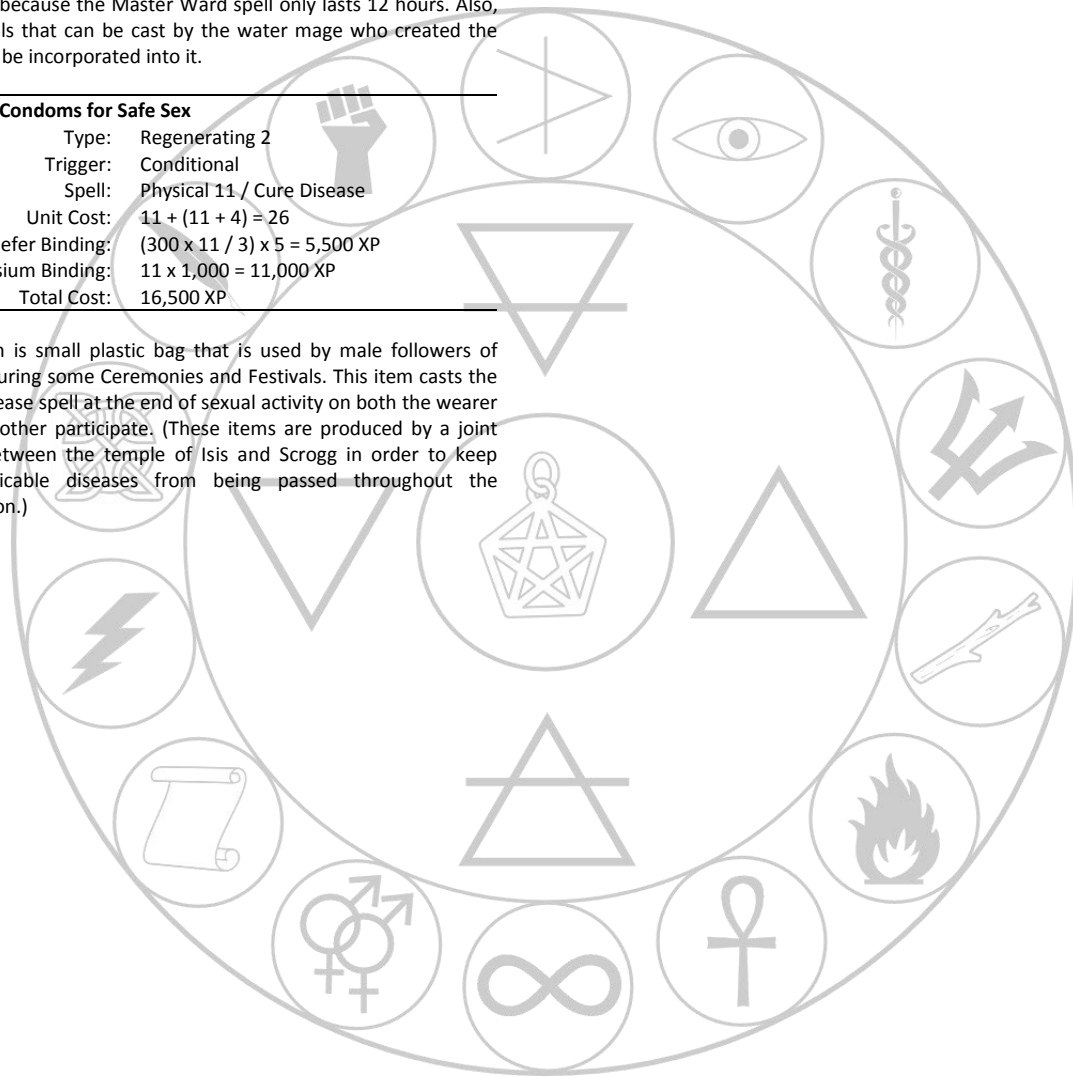 because the Master Ward spell only lasts 12 hours. Also,
ls that can be cast by the water mage who created the
be incorporated into it.
Condoms for Safe Sex
Type: Regenerating 2
Trigger: Conditional
Spell: Physical 11 / Cure Disease
Unit Cost: 11 + (11 + 4) = 26
efer Binding: (300 x 11 / 3) x 5 = 5,500 XP
sium Binding: 11 x 1,000 = 11,000 XP
Total Cost: 16,500 XP
n is small plastic bag that is used by male followers of
uring some Ceremonies and Festivals. This item casts the
ease spell at the end of sexual activity on both the wearer
other participate. (These items are produced by a joint
etween the temple of Isis and Scrogg in order to keep
icable diseases from being passed throughout the
on.)